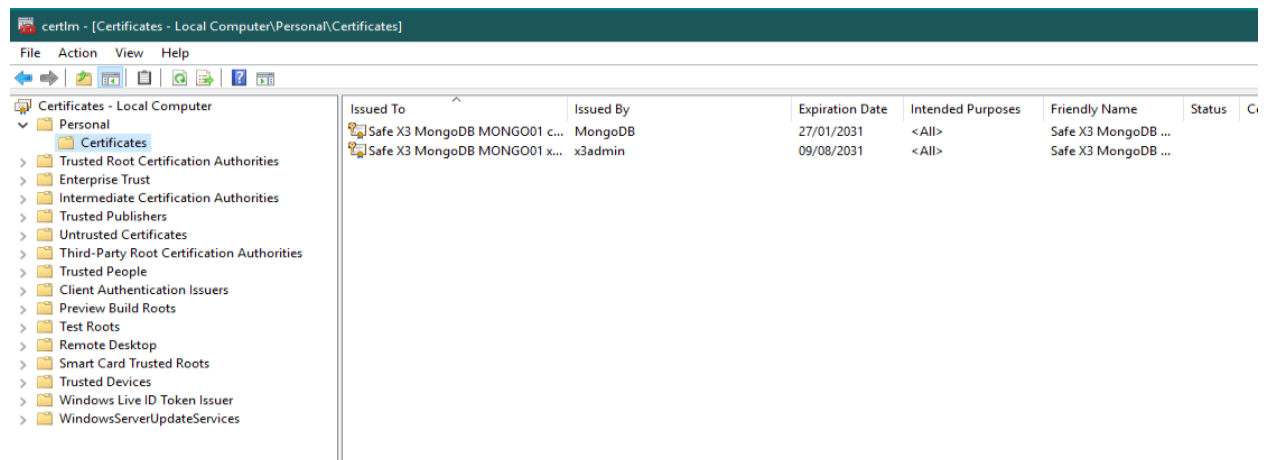 certlm - [Certificates - Local Computer\Personal\Certificates]
File Action View Help
Certificates - Local Computer
Personal
Certificates
Trusted Root Certification Authorities
Enterprise Trust
Intermediate Certification Authorities
Trusted Publishers
Untrusted Certificates
Third-Party Root Certification Authorities
Trusted People
Client Authentication Issuers
Preview Build Roots
Test Roots
Remote Desktop
Smart Card Trusted Roots
Trusted Devices
Windows Live ID Token Issuer
WindowsServerUpdateServices
Issued To Issued By Expiration Date Intended Purposes Friendly Name Status
Safe X3 MongoDB MONGO01 c... MongoDB 27/01/2031 <All> Safe X3 MongoDB ...
Safe X3 MongoDB MONGO01 x... x3admin 09/08/2031 <All> Safe X3 MongoDB ...